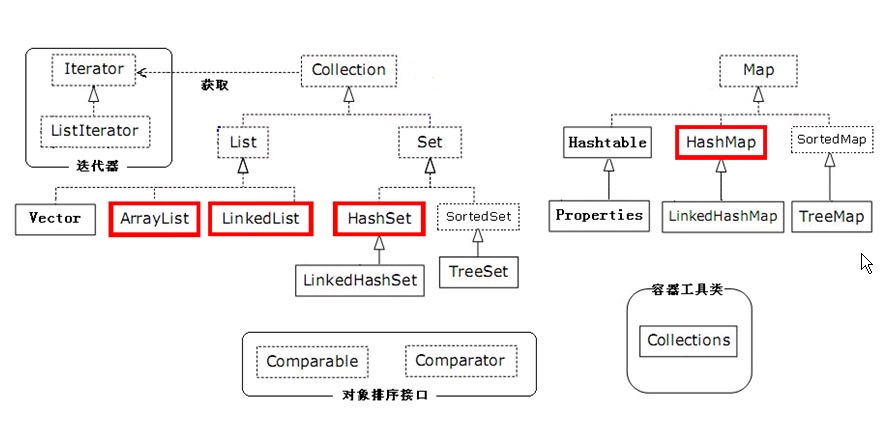 Iterator
Collection
Map
获取
ListIterator
迭代器
List
Set
Hashtable
HashMap
SortedMap
Vector
ArrayList
LinkedList
HashSet
SortedSet
Properties
LinkedHashMap
TreeMap
LinkedHashSet
TreeSet
容器工具类
Collections
Comparable
Comparator
对象排序接口